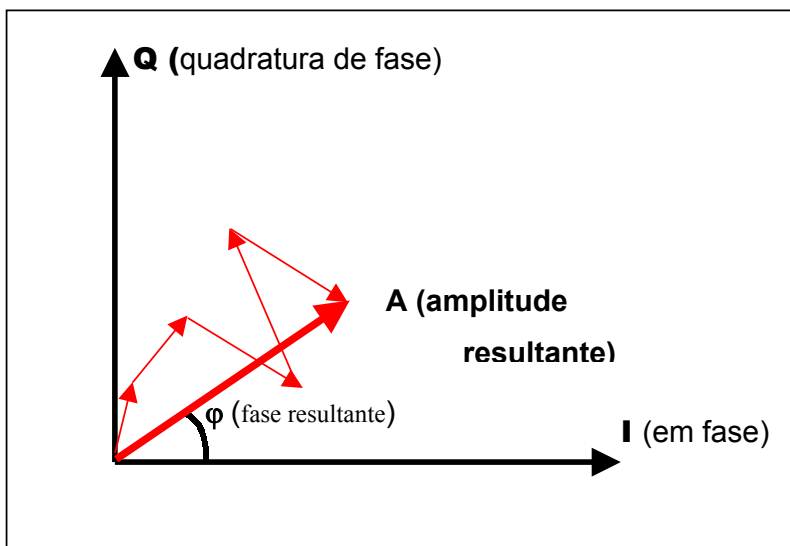 Q (quadratura de fase)
A (amplitude
resultante)
φ (fase resultante)
I (em fase)